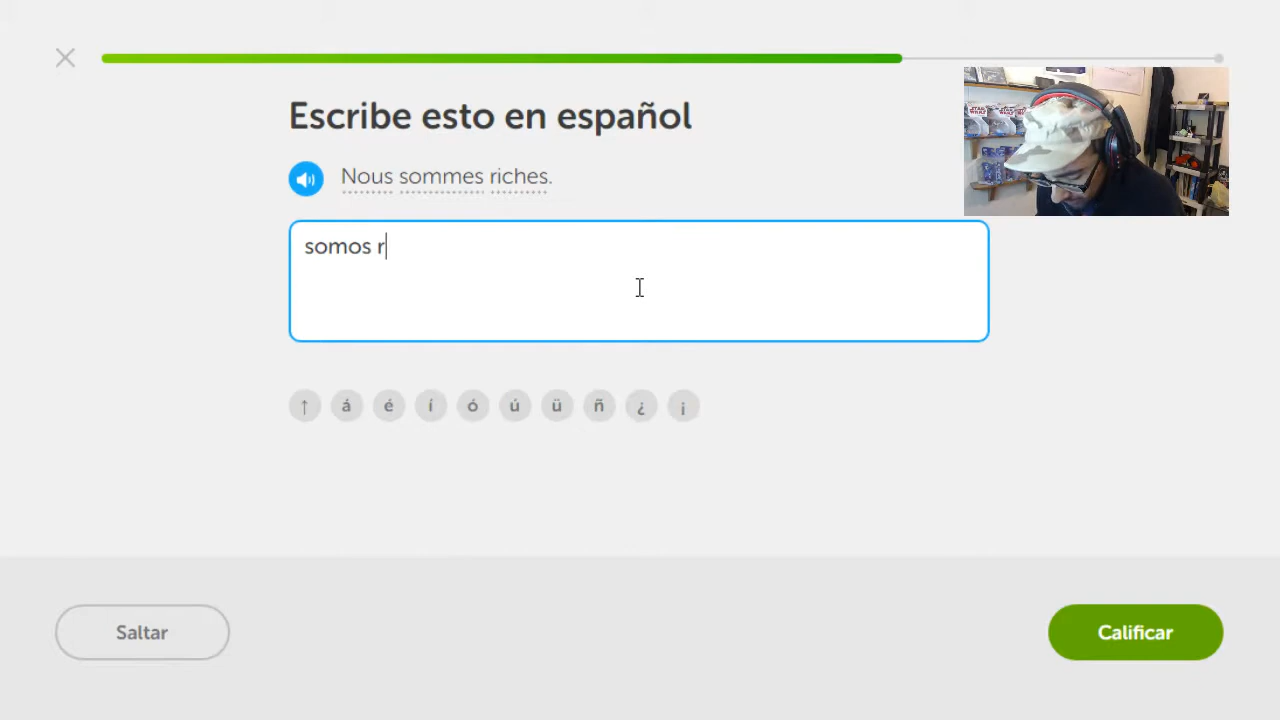 Escribe esto en español
Nous sommes riches.
somos r
↑ á é í ó ú ü ñ ¿ ¡
Saltar
Calificar